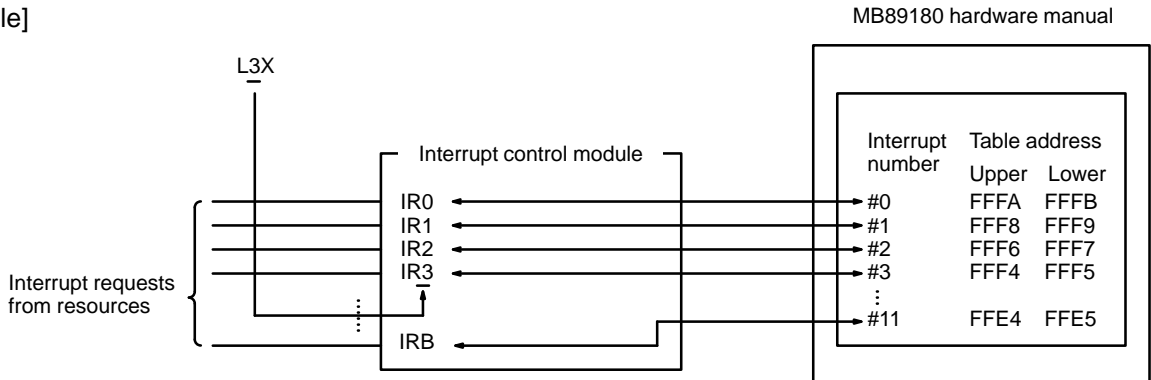 le]
MB89180 hardware manual
L3X
Interrupt control module
Interrupt number
Table address
Upper Lower
IR0 #0 FFFA FFFB
IR1 #1 FFF8 FFF9
IR2 #2 FFF6 FFF7
IR3 #3 FFF4 FFF5
Interrupt requests
from resources
IRB #11 FFE4 FFE5